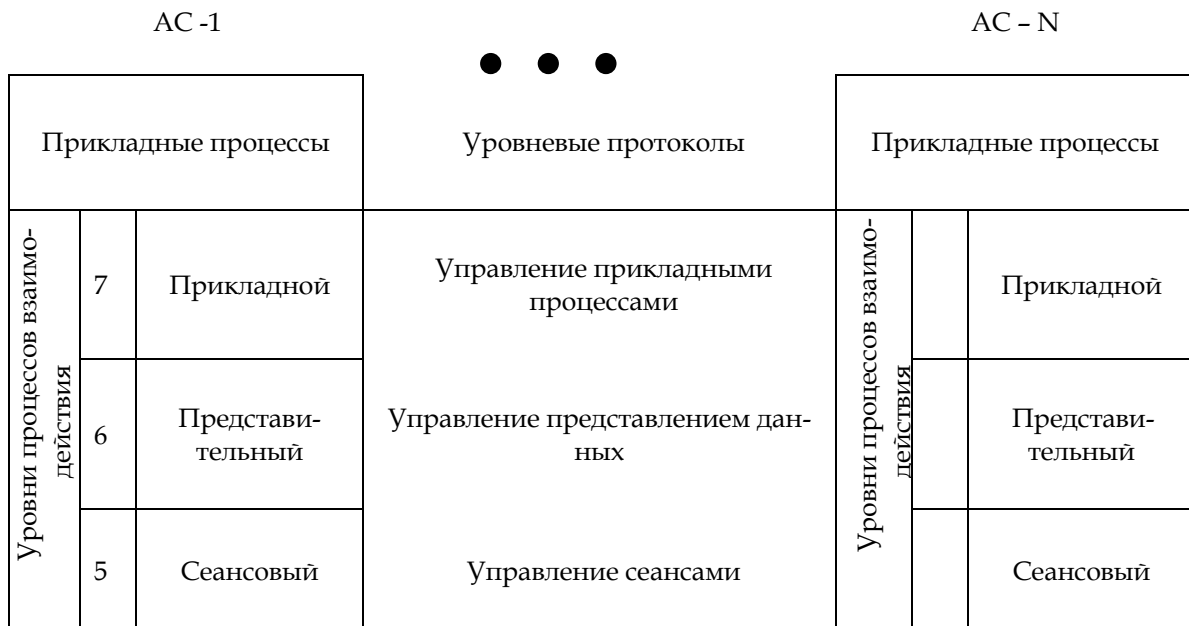 АС -1
АС – N
Прикладные процессы
Уровневые протоколы
Прикладные процессы
Уровни процессов взаимо-
действия
7
Прикладной
Управление прикладными
процессами
Уровни процессов взаимо-
действия
Прикладной
6
Представи-
тельный
Управление представлением дан-
ных
Представи-
тельный
5
Сеансовый
Управление сеансами
Сеансовый